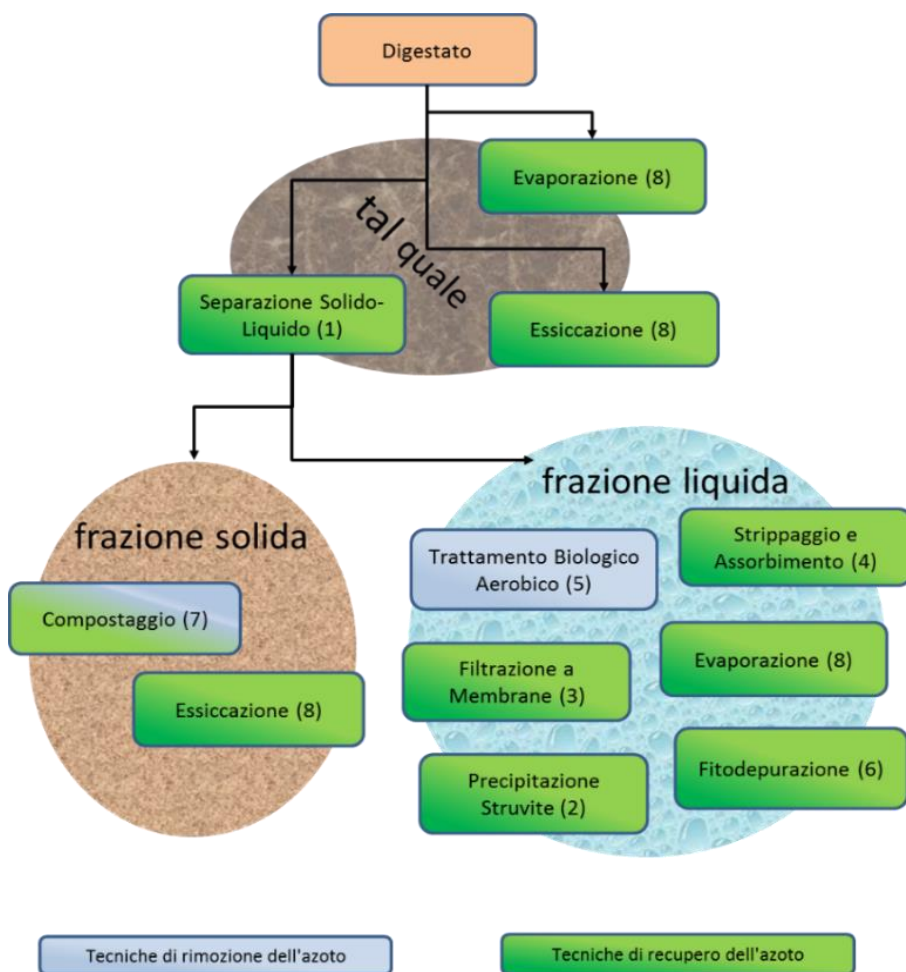 Digestato
Evaporazione (8)
tal quale
Separazione Solido-
Liquido (1)
Essiccazione (8)
frazione solida
Compostaggio (7)
Essiccazione (8)
frazione liquida
Trattamento Biologico
Aerobico (5)
Strippaggio e
Assorbimento (4)
Filtrazione a
Membrane (3)
Evaporazione (8)
Precipitazione
Struvite (2)
Fitodepurazione (6)
Tecniche di rimozione dell'azoto
Tecniche di recupero dell'azoto